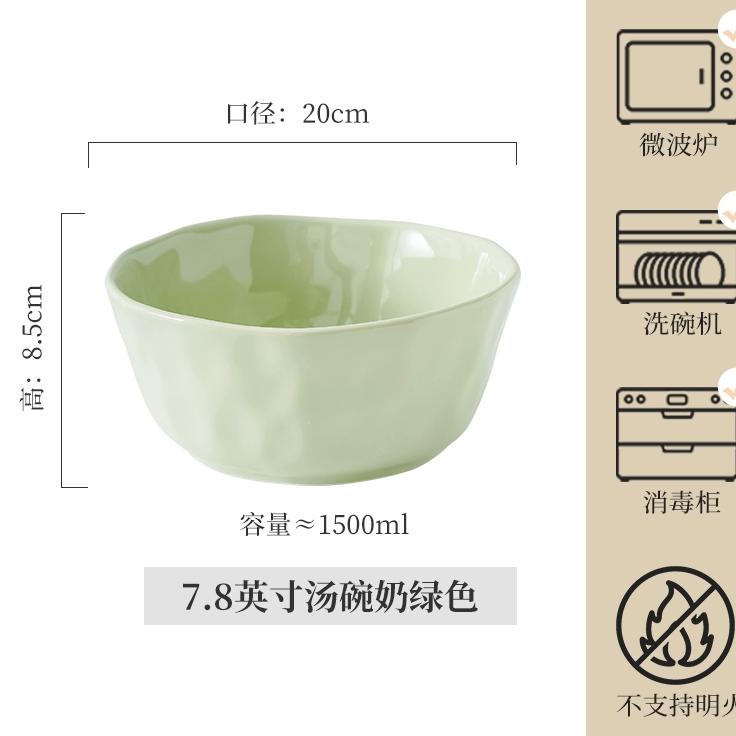 口径：20cm
高：8.5cm
容量≈1500ml
7.8英寸汤碗奶绿色
微波炉
洗碗机
消毒柜
不支持明火